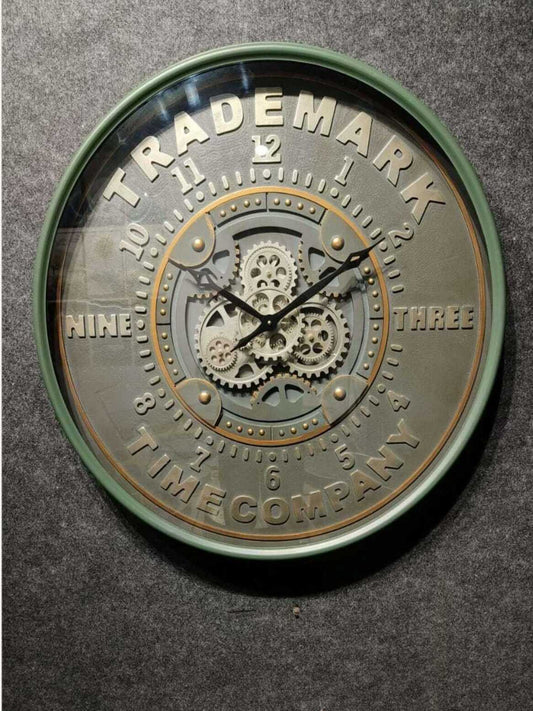 TRADEMARK
12
11 1
10 2
NINE THREE
8 4
7 5
6
TIME COMPANY